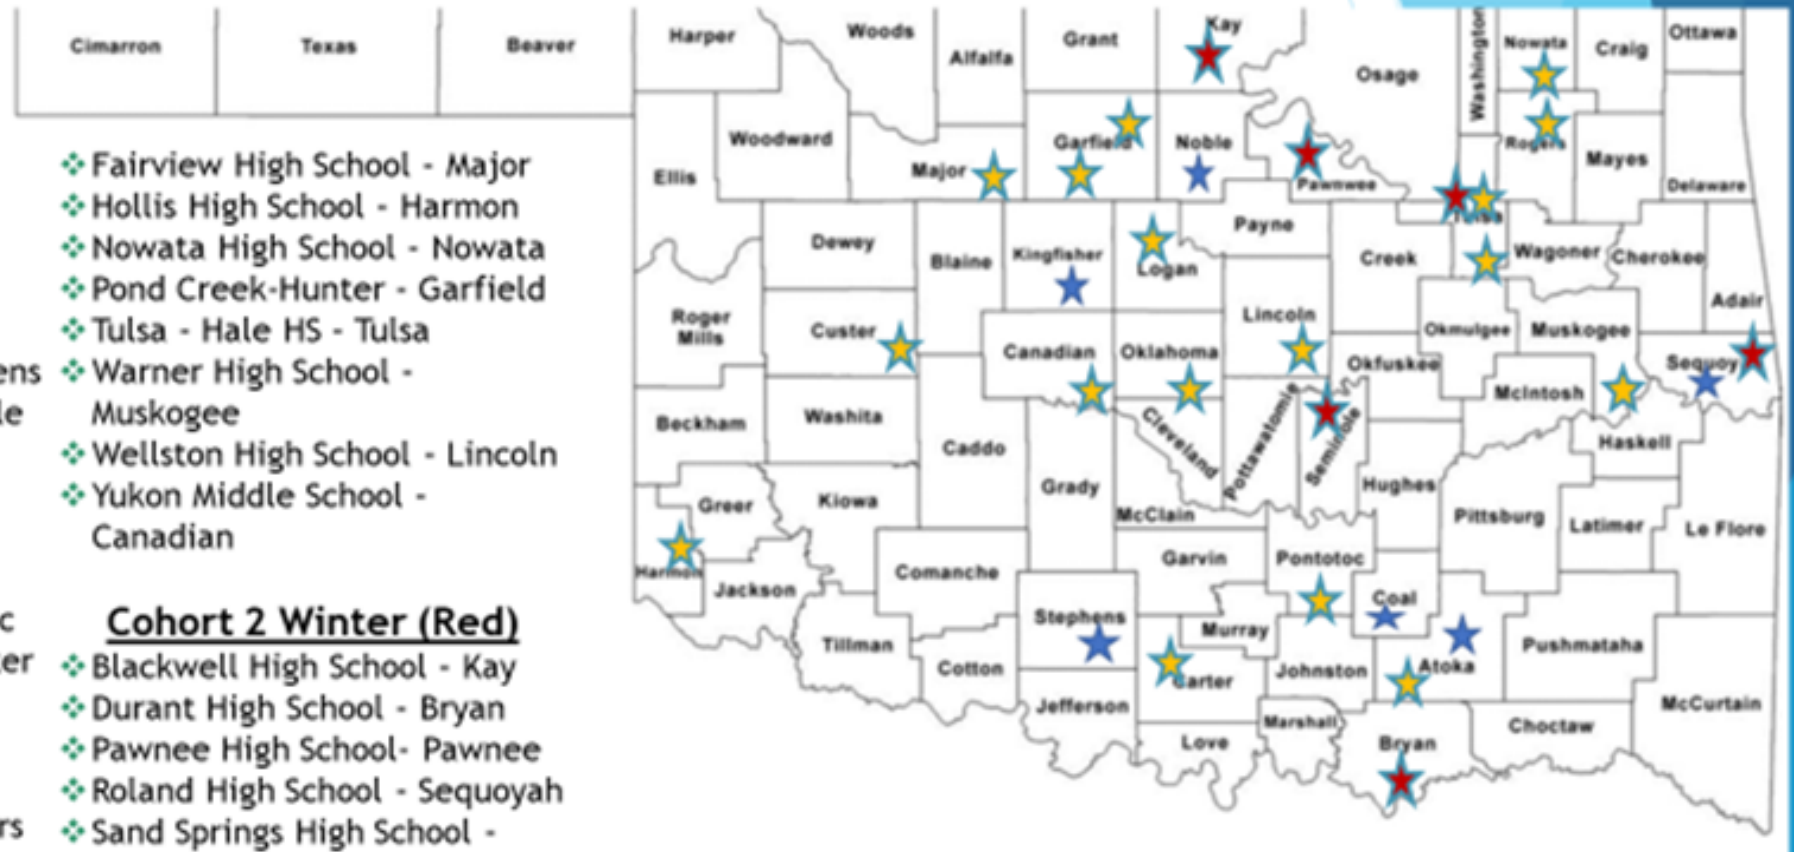 Fairview High School - Major
Hollis High School - Harmon
Nowata High School - Nowata
Pond Creek-Hunter - Garfield
Tulsa - Hale HS - Tulsa
ens
Warner High School -
le
Muskogee
Wellston High School - Lincoln
Yukon Middle School -
Canadian
c
Cohort 2 Winter (Red)
er
Blackwell High School - Kay
Durant High School - Bryan
Pawnee High School- Pawnee
Roland High School - Sequoyah
rs
Sand Springs High School -
Cimarron
Texas
Beaver
Harper
Woods
Alfalfa
Grant
Kay
Osage
Washington
Nowata
Craig
Ottawa
Ellis
Woodward
Major
Garfield
Noble
Pawnwee
Rogers
Mayes
Delaware
Dewey
Blaine
Kingfisher
Logan
Payne
Creek
Tulsa
Wagoner
Cherokee
Adair
Roger
Mills
Custer
Canadian
Oklahoma
Lincoln
Okfuskee
Okmulgee
Muskogee
McIntosh
Sequoy
Beckham
Washita
Caddo
Grady
Cleveland
Pottawatomie
Seminole
Hughes
Haskell
Pittsburg
Latimer
Le Flore
Greer
Kiowa
McClain
Harmon
Jackson
Comanche
Garvin
Pontotoc
Coal
Stephens
Murray
Tillman
Cotton
Carter
Johnston
Atoka
Pushmataha
Jefferson
Love
Marshall
Bryan
Choctaw
McCurtain